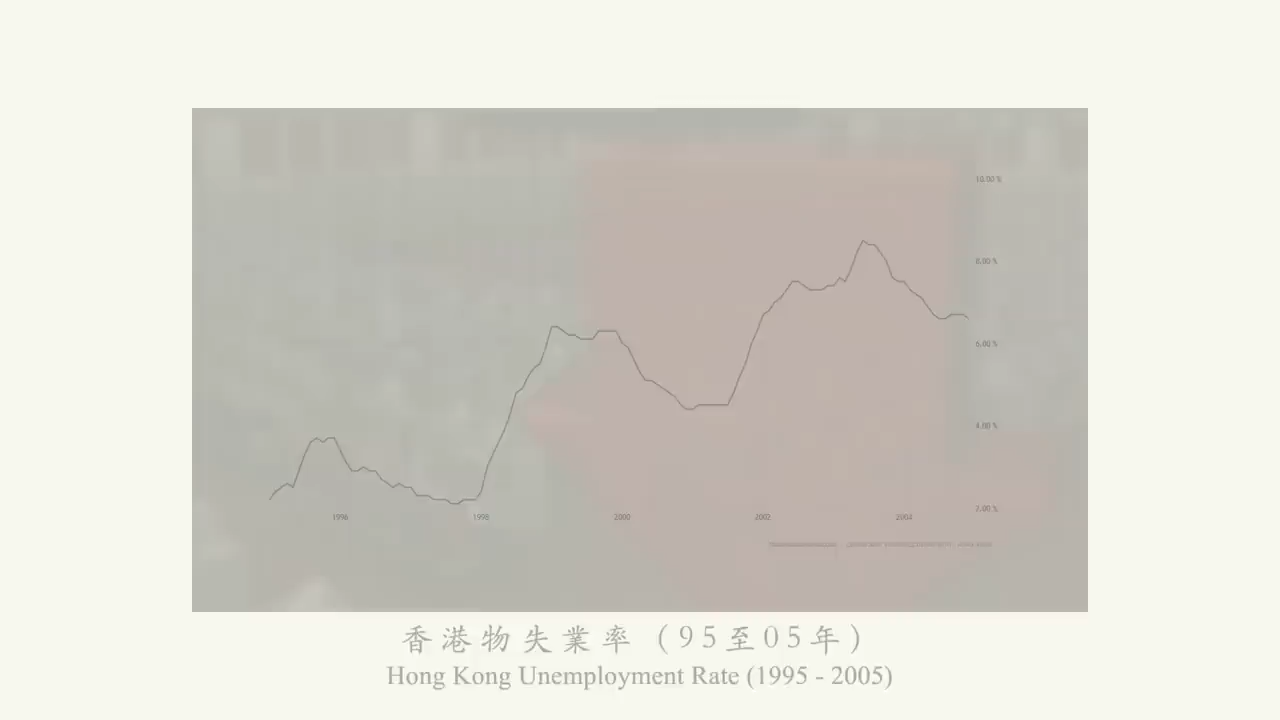 10.00 %
8.00 %
6.00 %
4.00 %
2.00 %
1996 1998 2000 2002 2004
香港物失業率 (95至05年)
Hong Kong Unemployment Rate (1995 - 2005)